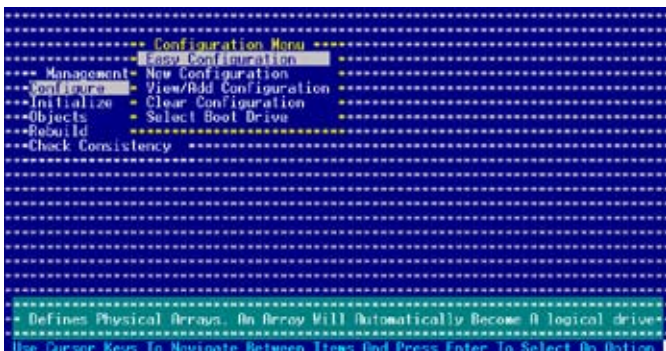 Configuration Menu
Easy Configuration
Management
New Configuration
Configure
View/Add Configuration
Initialize
Clear Configuration
Objects
Select Boot Drive
Rebuild
Check Consistency
Defines Physical Arrays. An Array Will Automatically Become A logical drive
Use Cursor Keys To Navigate Between Items And Press Enter To Select An Option